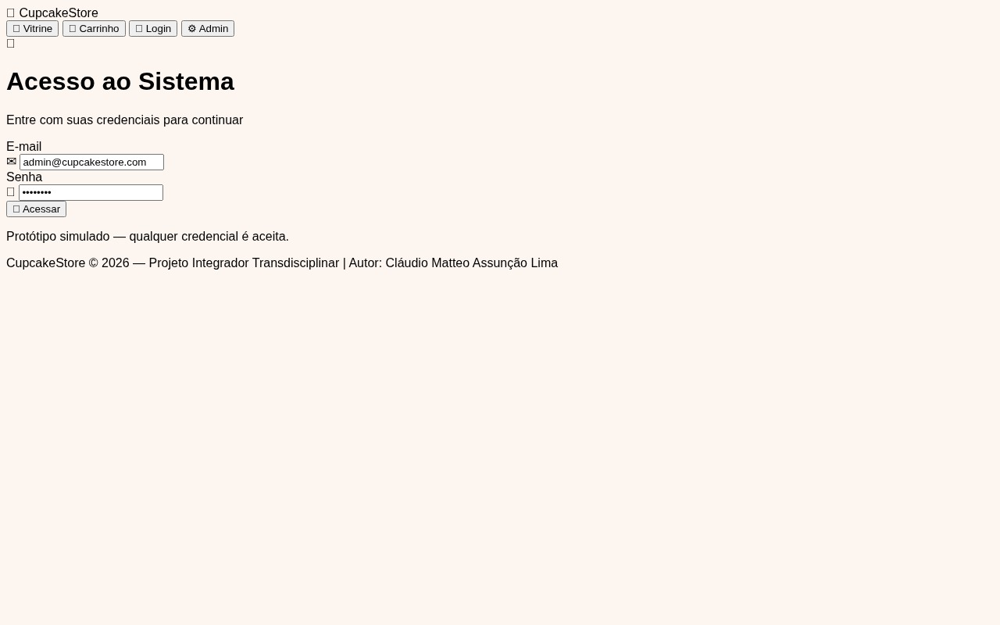 CupcakeStore
Vitrine Carrinho Login ⚙ Admin
Acesso ao Sistema
Entre com suas credenciais para continuar
E-mail
✉ admin@cupcakestore.com
Senha
••••••••
Acessar
Protótipo simulado — qualquer credencial é aceita.
CupcakeStore © 2026 — Projeto Integrador Transdisciplinar | Autor: Cláudio Matteo Assunção Lima